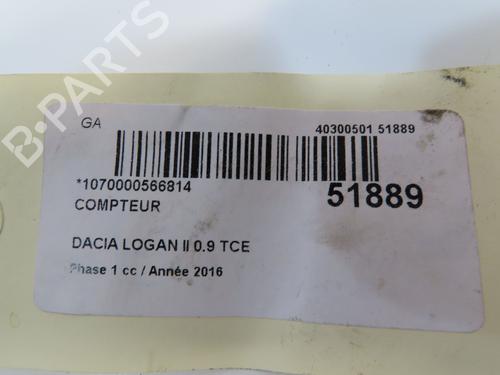 B-PARTS
GA
40300501 51889
*1070000566814
51889
COMPTEUR
DACIA LOGAN II 0.9 TCE
Phase 1 cc / Année 2016